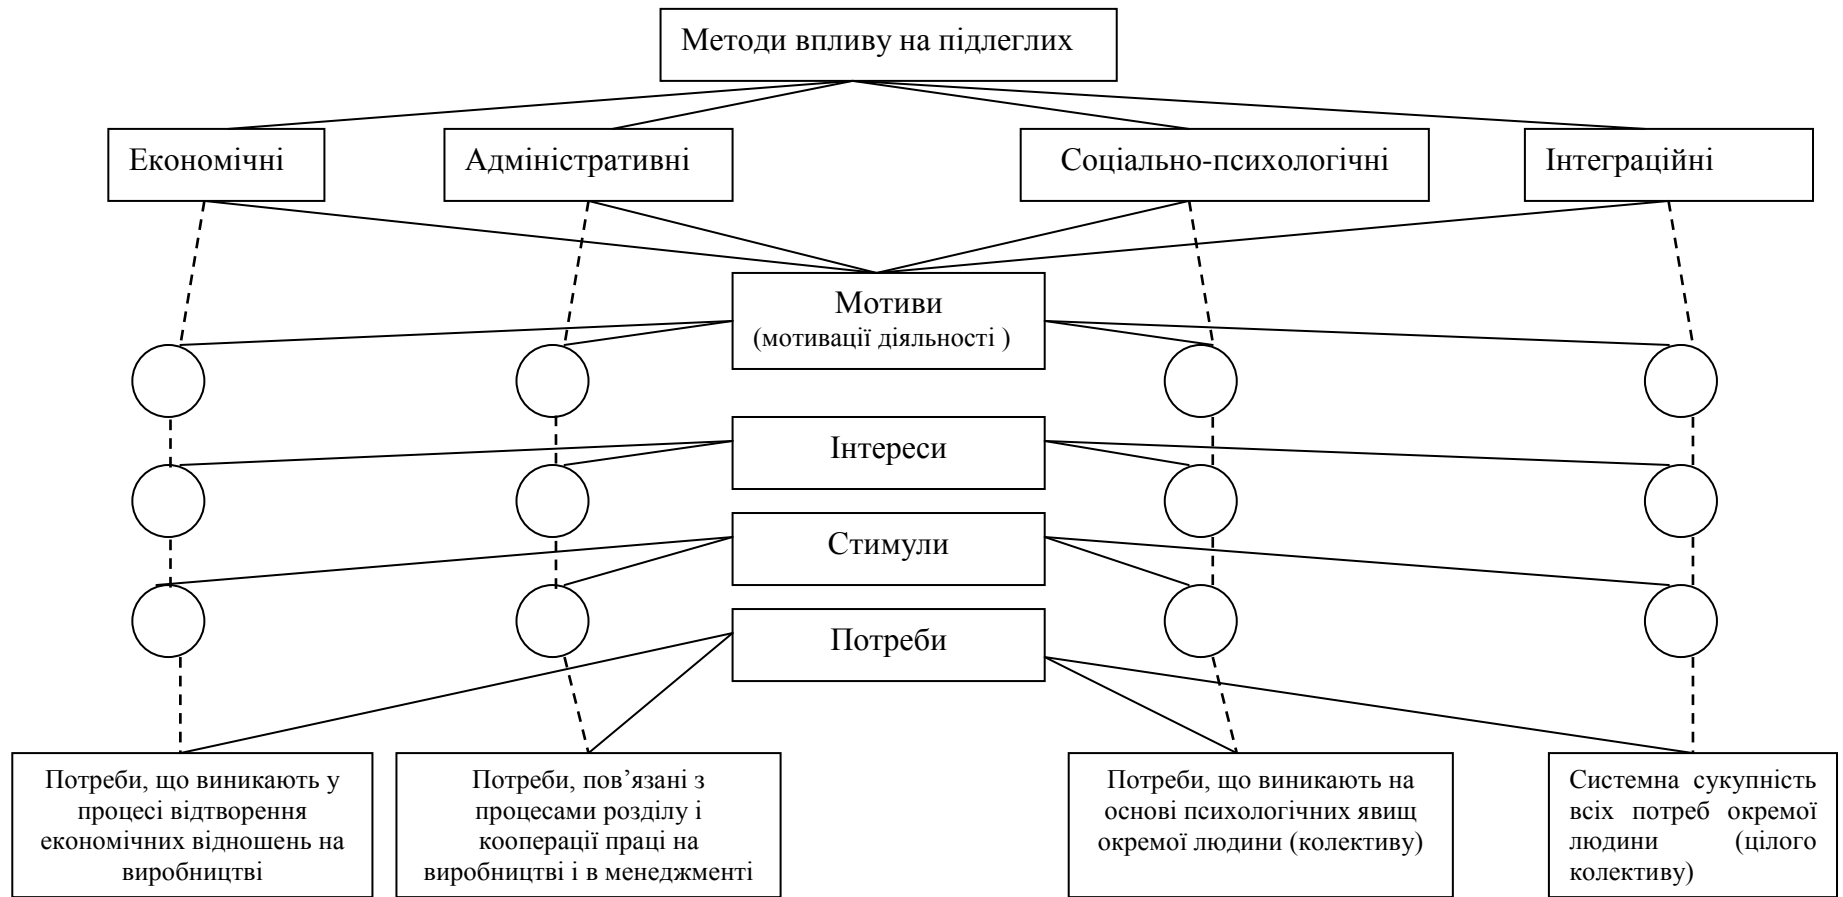 Методи впливу на підлеглих
Економічні
Адміністративні
Соціально-психологічні
Інтеграційні
Мотиви
(мотивації діяльності )
Інтереси
Стимули
Потреби
Потреби, що виникають у
процесі відтворення
економічних відношень на
виробництві
Потреби, пов’язані з
процесами розділу і
кооперації праці на
виробництві і в менеджменті
Потреби, що виникають на
основі психологічних явищ
окремої людини (колективу)
Системна сукупність
всіх потреб окремої
людини (цілого
колективу)